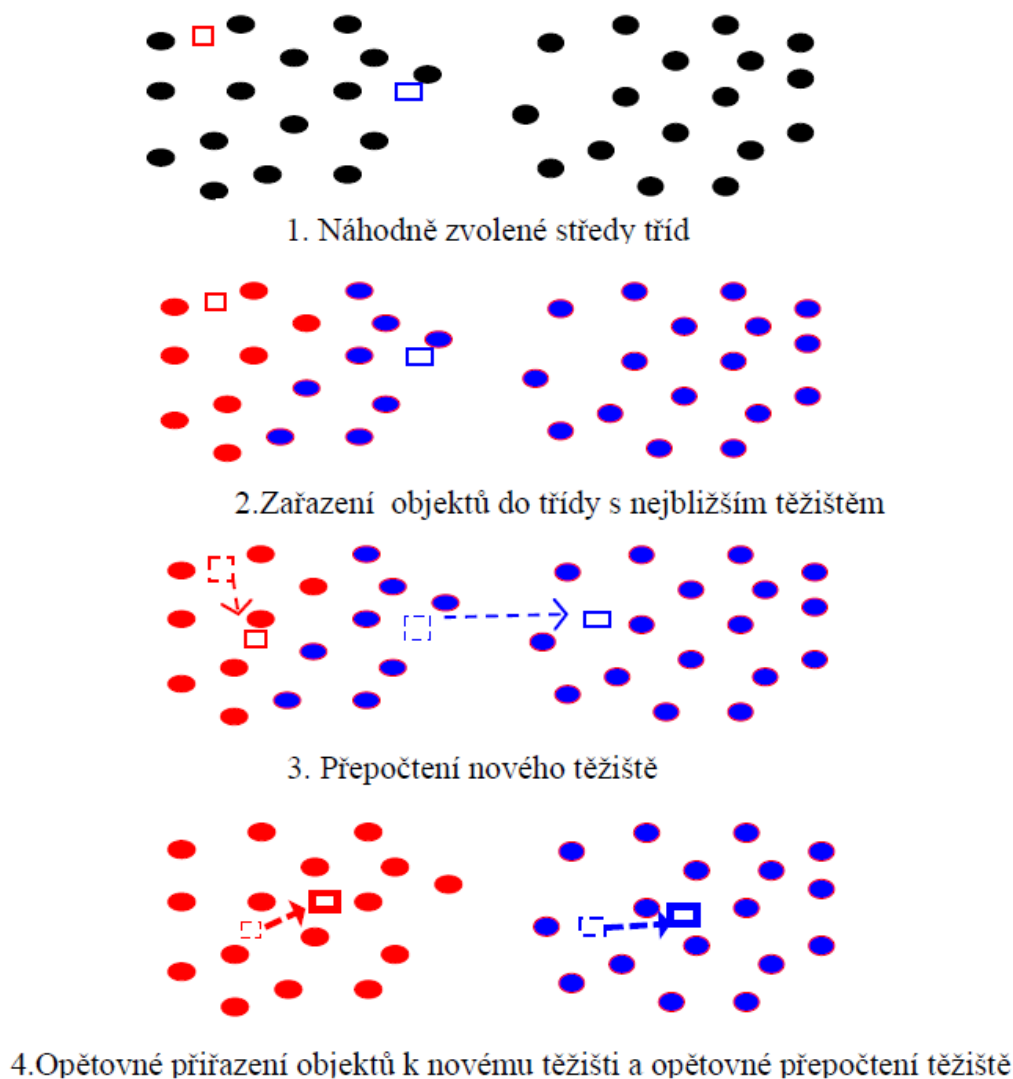 1. Náhodně zvolené středy tříd
2.Zařazení objektů do třídy s nejbližším těžištěm
3. Přepočtení nového těžiště
4.Opětovné přiřazení objektů k novému těžišti a opětovné přepočtení těžiště